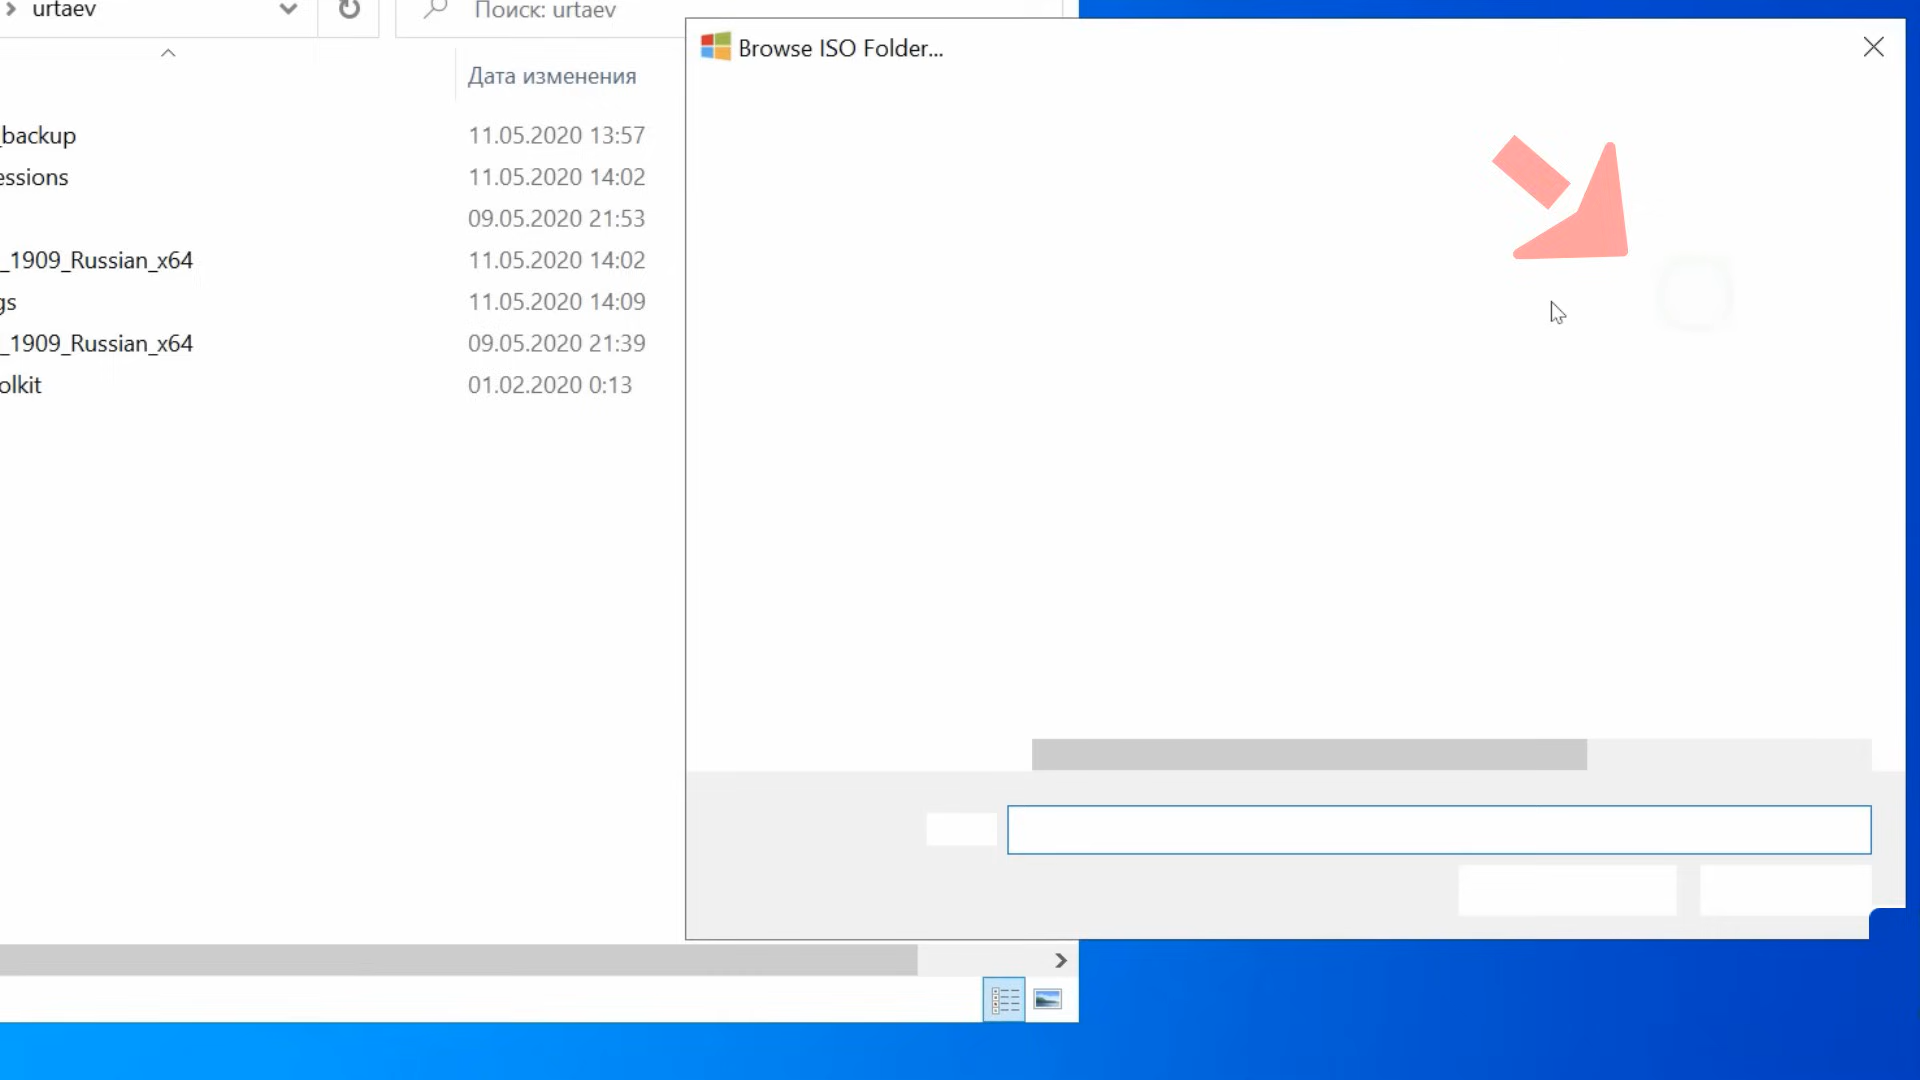 urtaev
Поиск: urtaev
Дата изменения
_backup 11.05.2020 13:57
essions 11.05.2020 14:02
09.05.2020 21:53
_1909_Russian_x64 11.05.2020 14:02
gs 11.05.2020 14:09
_1909_Russian_x64 09.05.2020 21:39
olkit 01.02.2020 0:13
Browse ISO Folder...